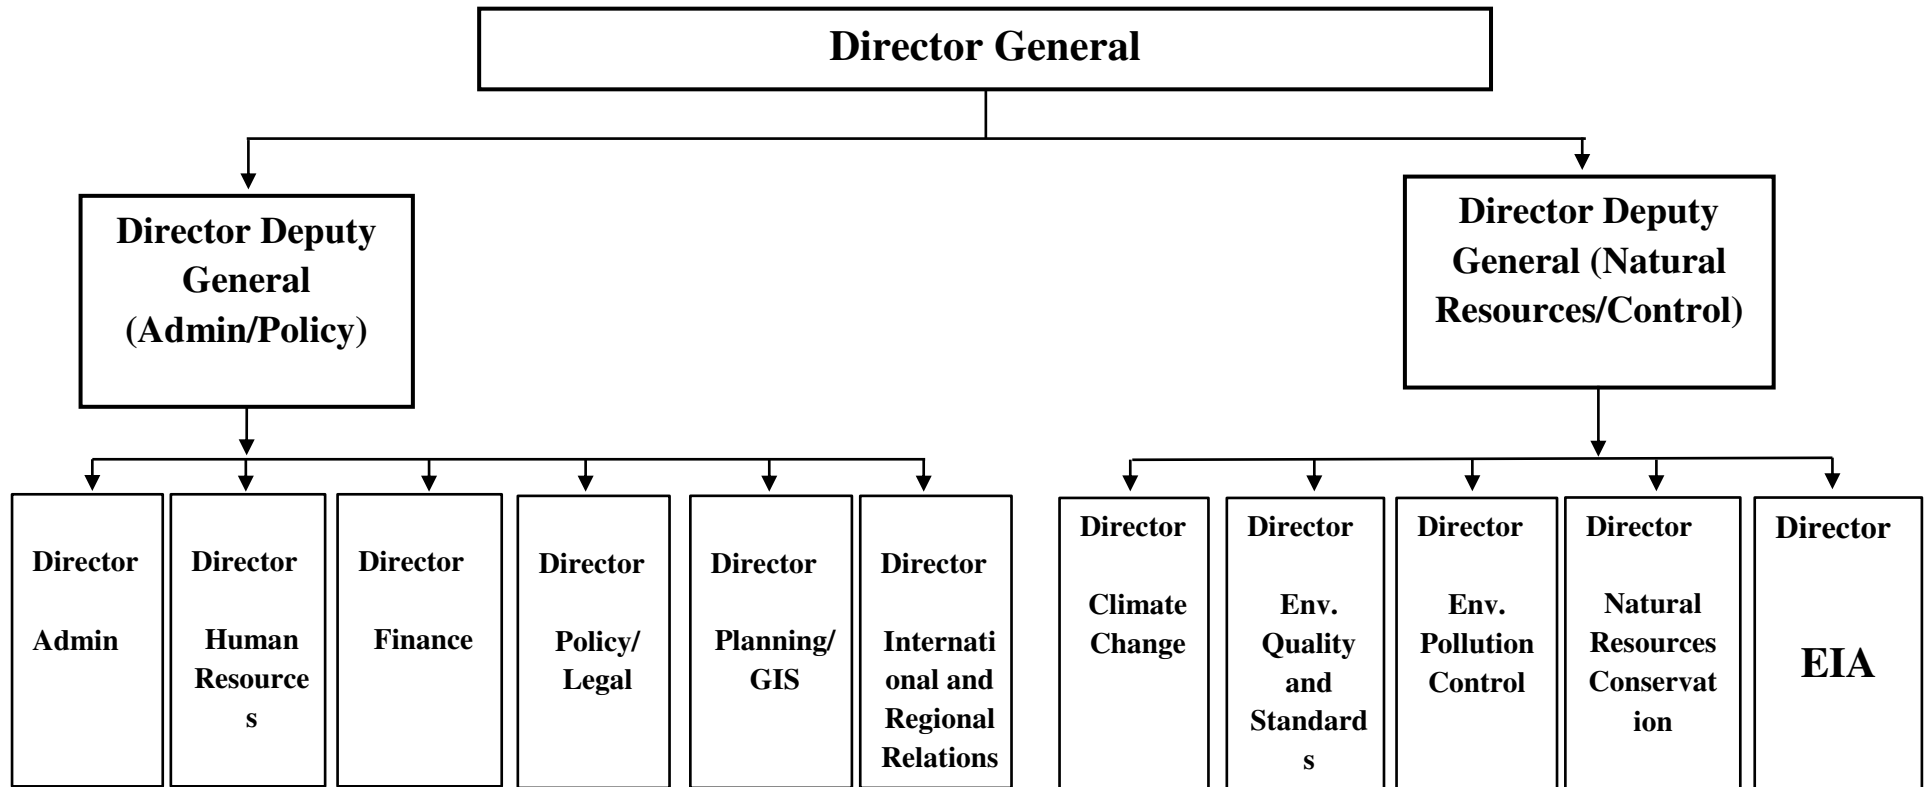 Director General
Director Deputy
General
(Admin/Policy)
Director Deputy
General (Natural
Resources/Control)
Director
Admin
Director
Human
Resource
s
Director
Finance
Director
Policy/
Legal
Director
Planning/
GIS
Director
Internati
onal and
Regional
Relations
Director
Climate
Change
Director
Env.
Quality
and
Standard
s
Director
Env.
Pollution
Control
Director
Natural
Resources
Conservat
ion
Director
EIA